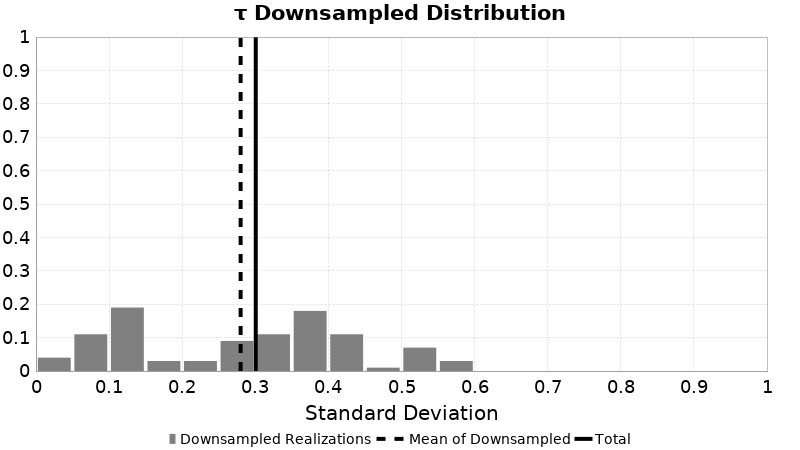 τ Downsampled Distribution
1
0.9
0.8
0.7
0.6
0.5
0.4
0.3
0.2
0.1
0
0 0.1 0.2 0.3 0.4 0.5 0.6 0.7 0.8 0.9 1
Standard Deviation
Downsampled Realizations Mean of Downsampled Total